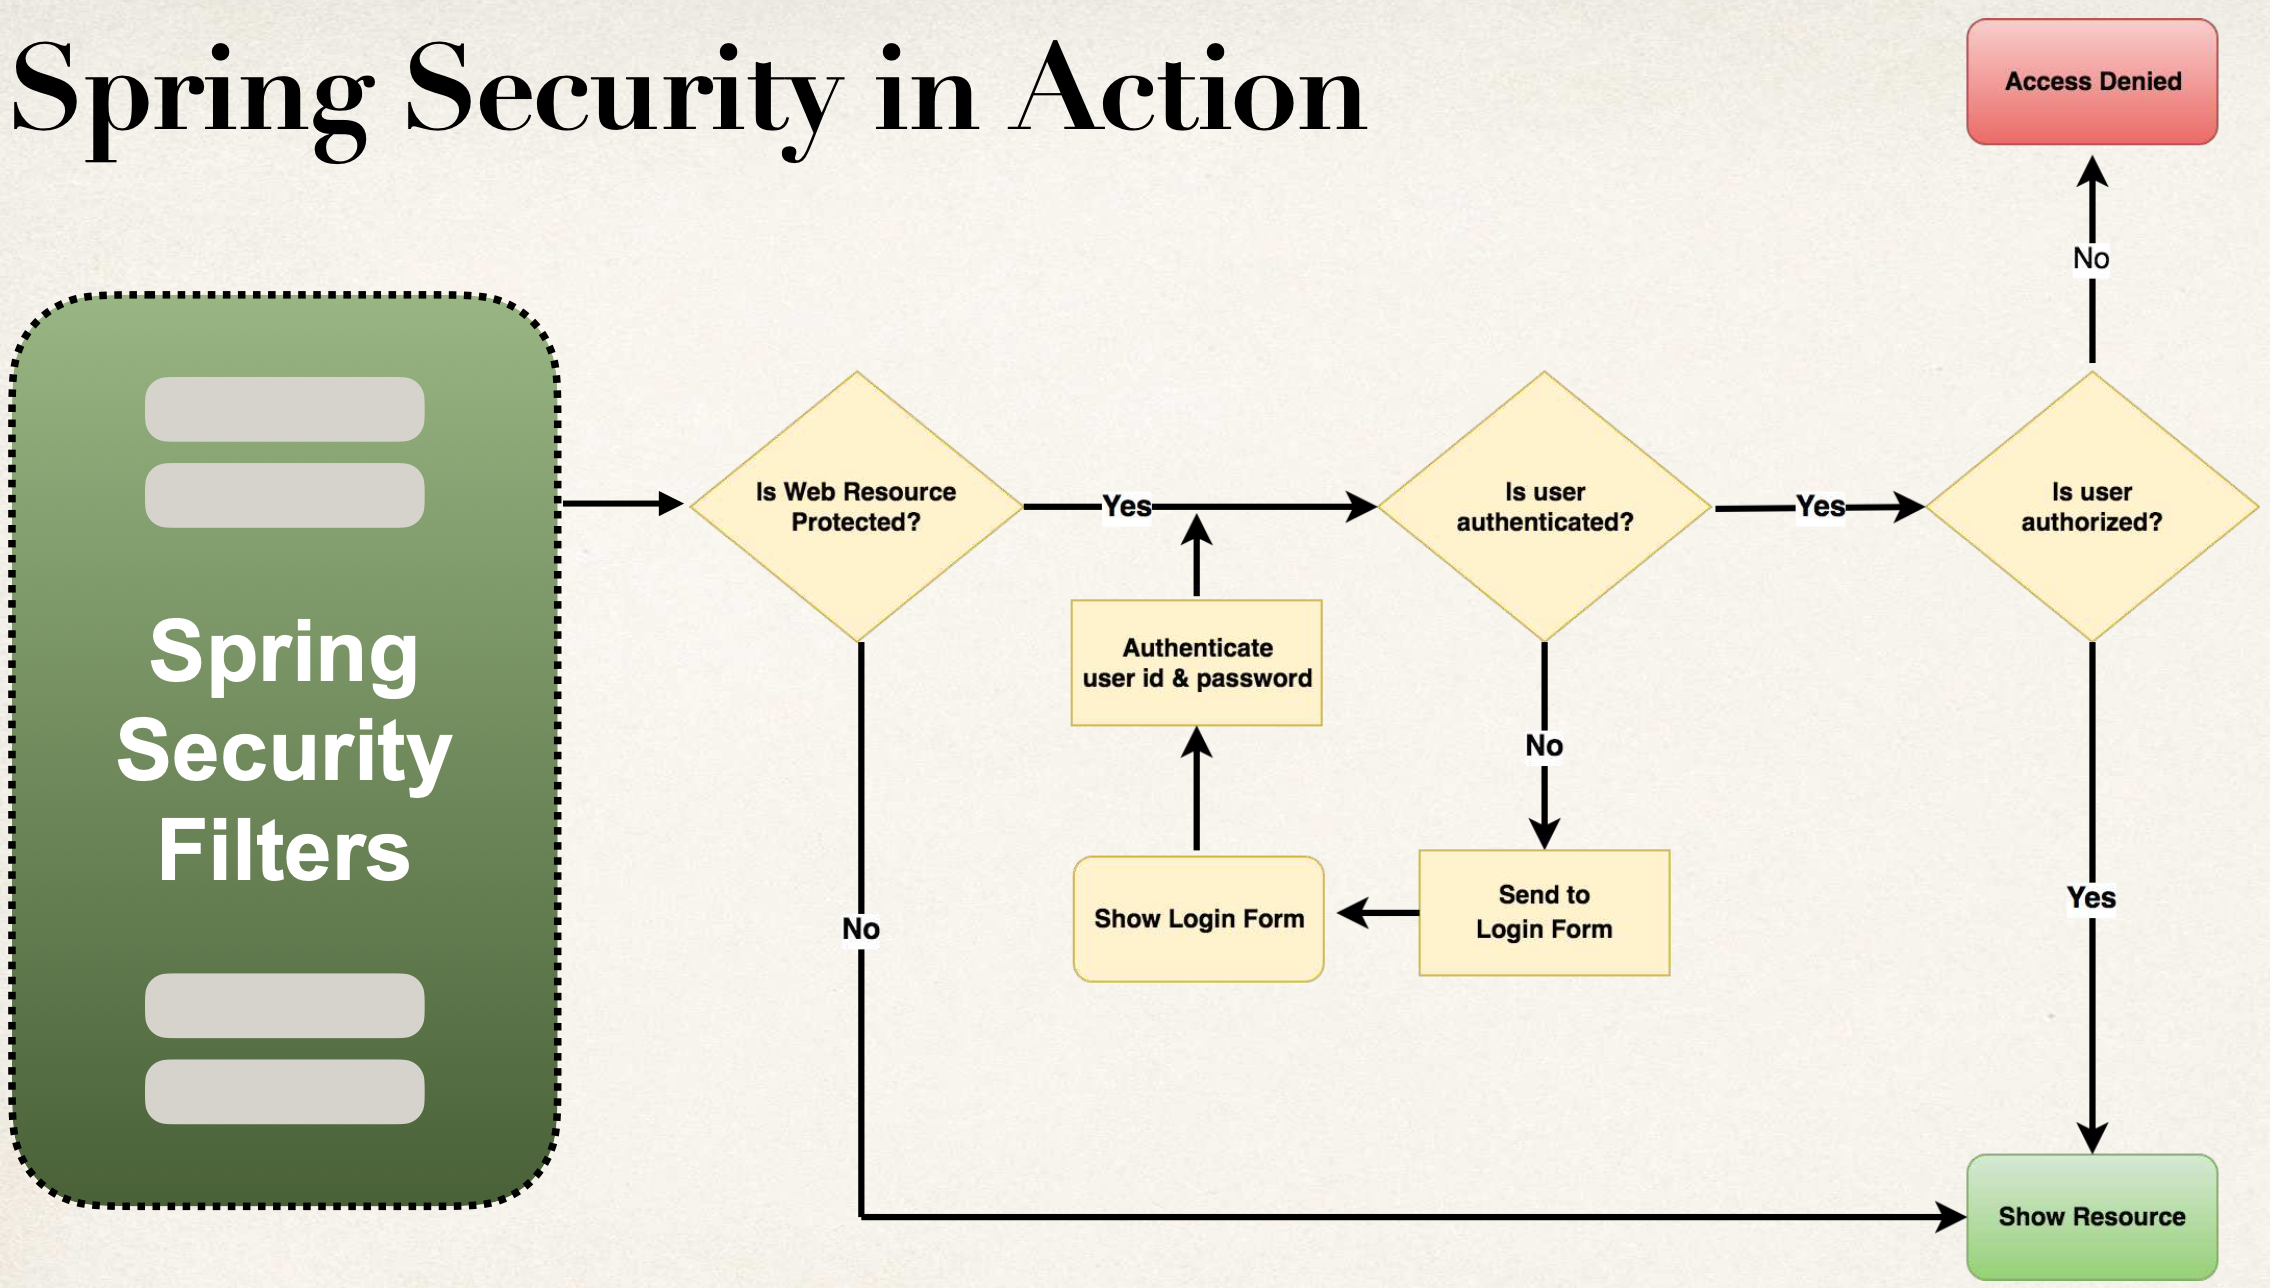 Spring Security in Action
Access Denied
No
Spring
Security
Filters
Is Web Resource
Protected?
Yes
Is user
authenticated?
Yes
Is user
authorized?
Authenticate
user id & password
No
Show Login Form
Send to
Login Form
No
Yes
Show Resource